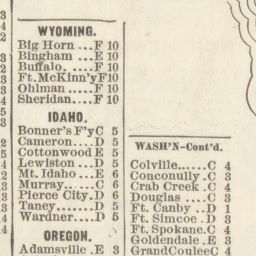 WYOMING.
Big Horn ...F 10
Bingham ...E 10
Buffalo. ....F 10
Ft. McKinn'yF10
Ohlman .....F 10
Sheridan....F 10
IDAHO.
Bonner's F'yC 5
Cameron....D 5
Cottonwood E 5
Lewiston ...D 5
Mt. Idaho ...E 6
Murray.... C 6
Pierce City.D 6
Taney.......D 5
Wardner....D 5
OREGON.
Adamsville .E 3
WASH'N-Cont'd.
Colville......C 4
Conconully .C 3
Crab Creek .C 4
Douglas ....C 3
Ft. Canby ..D 1
Ft. Simcoe .D 3
Ft. Spokane.C 4
Goldendale .E 3
GrandCouleeC 4